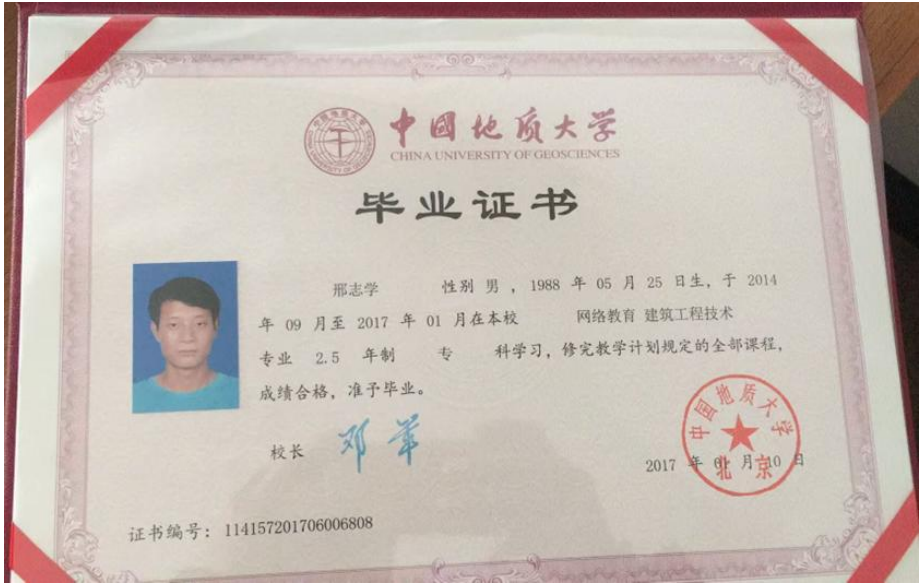 中國地质大学
CHINA UNIVERSITY OF GEOSCIENCES
毕业证书
邢志学 性别 男 ，1988 年 05 月 25 日生，于 2014
年 09 月至 2017 年 01 月在本校 网络教育 建筑工程技术
专业 2.5 年制 专 科学习，修完教学计划规定的全部课程，
成绩合格，准予毕业。
校长 邓军
中国地质大学
北京
2017 年 01 月 10 日
证书编号：114157201706006808